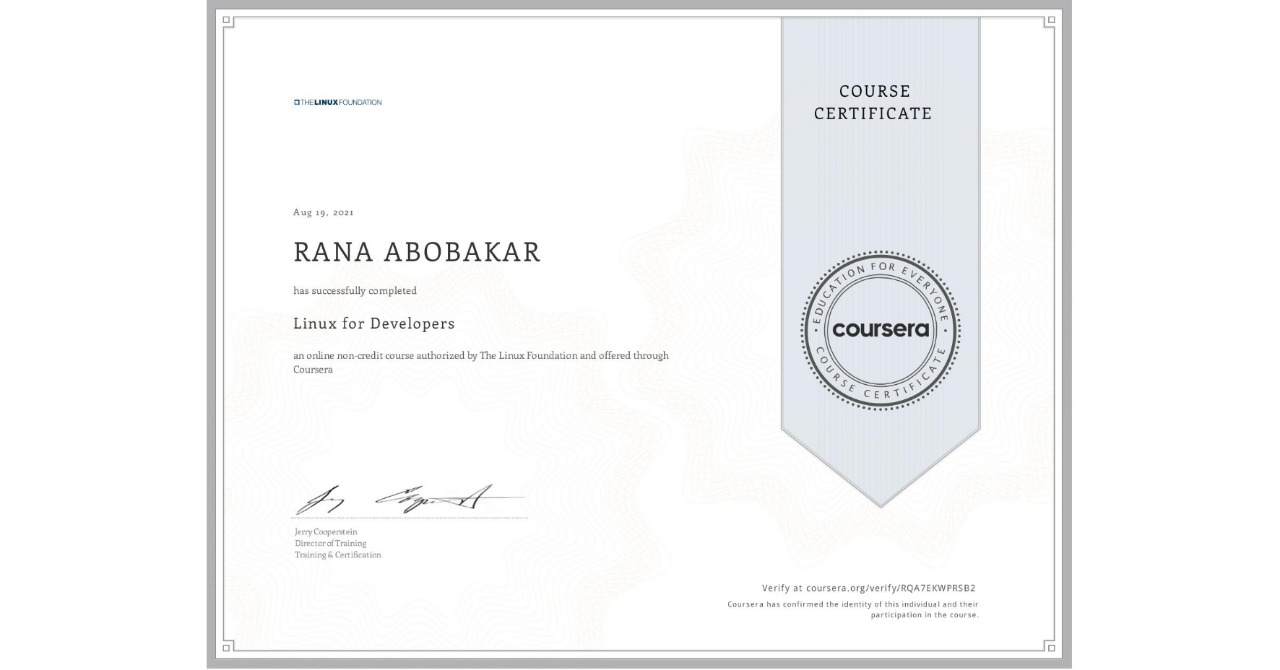 THE LINUX FOUNDATION
COURSE
CERTIFICATE
Aug 19, 2021
RANA ABOBAKAR
has successfully completed
Linux for Developers
an online non-credit course authorized by The Linux Foundation and offered through
Coursera
EDUCATION FOR EVERYONE
coursera
COURSE CERTIFICATE
Jerry Cooperstein
Director of Training
Training & Certification
Verify at coursera.org/verify/RQA7EKWPRSB2
Coursera has confirmed the identity of this individual and their
participation in the course.